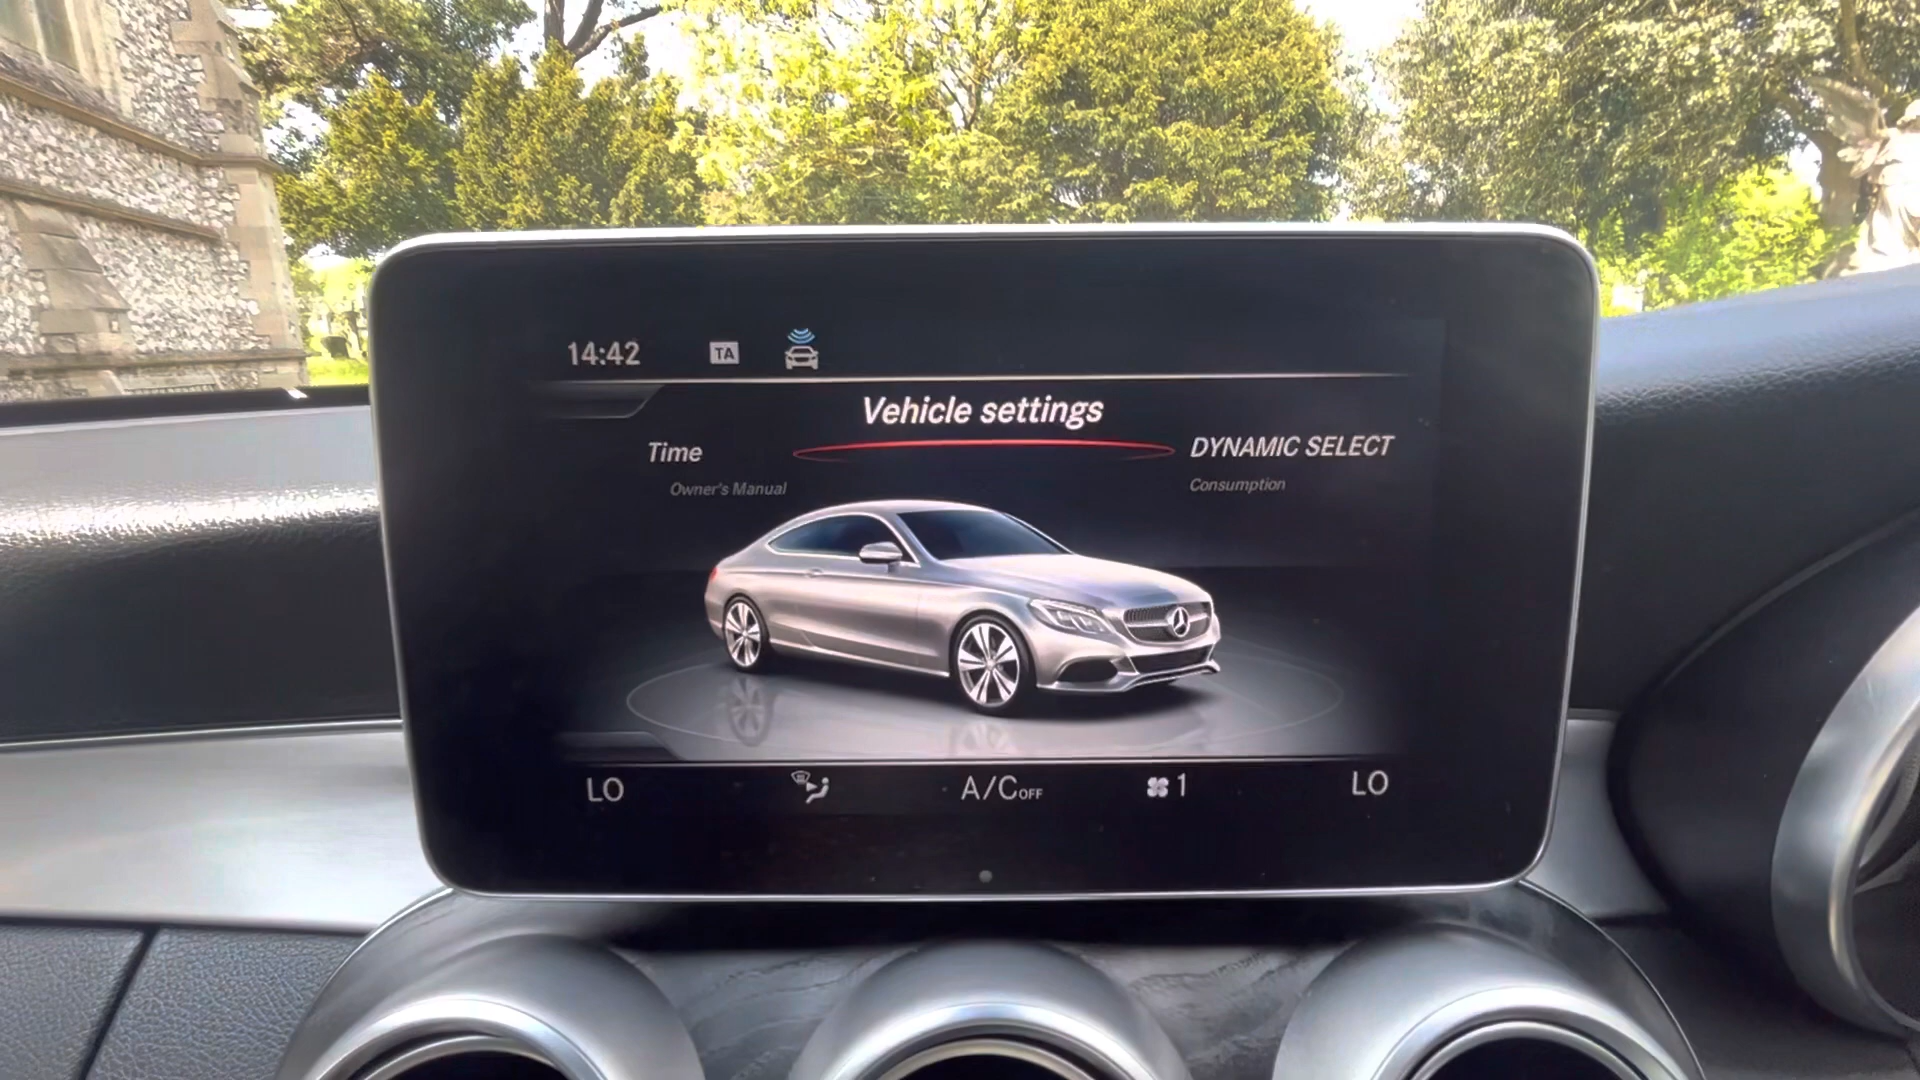 14:42 TA
Vehicle settings
Time
DYNAMIC SELECT
Owner's Manual
Consumption
LO A/C OFF 1 LO